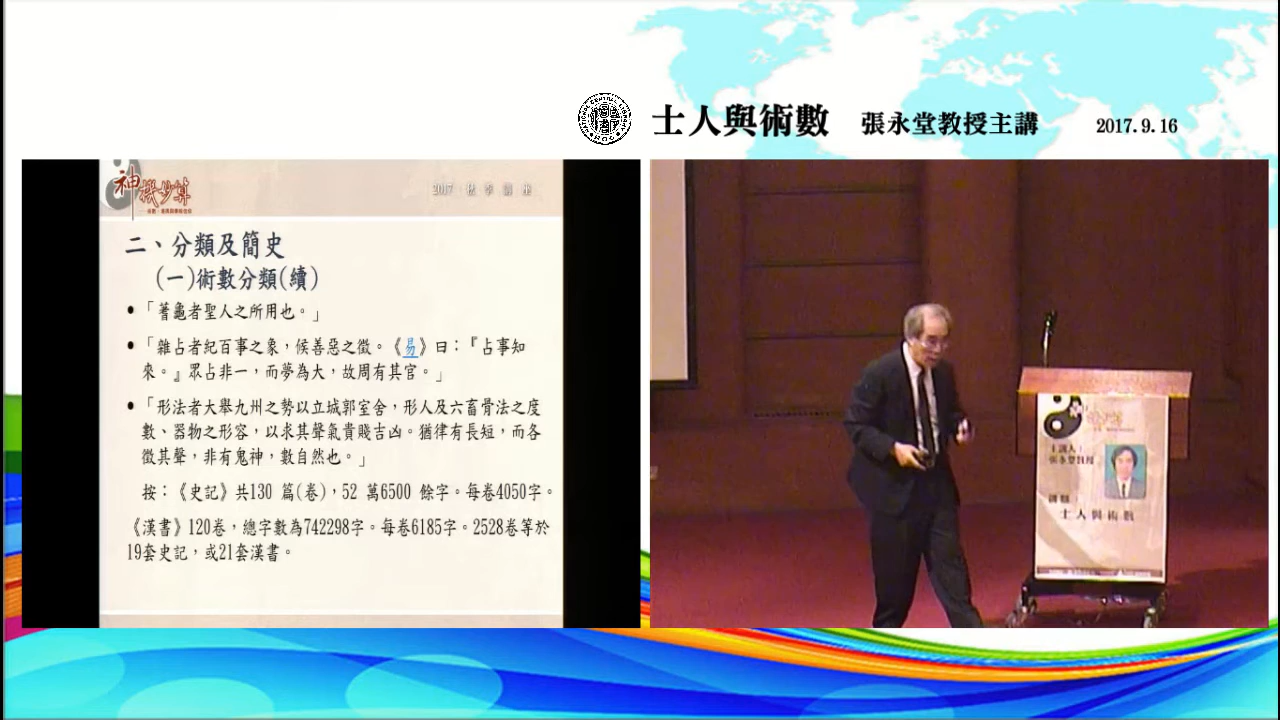 士人與術數 張永堂教授主講 2017.9.16
神機妙算
2017 秋季講座
二、分類及簡史
(一)術數分類(續)
• 「蓍龜者聖人之所用也。」
• 「雜占者紀百事之象，候善惡之徵。《易》曰：『占事知
來。』眾占非一，而夢為大，故周有其官。」
• 「形法者大舉九州之勢以立城郭室舍，形人及六畜骨法之度
數、器物之形容，以求其聲氣貴賤吉凶。猶律有長短，而各
徵其聲，非有鬼神，數自然也。」
按：《史記》共130 篇(卷)，52 萬6500 餘字。每卷4050字。
《漢書》120卷，總字數為742298字。每卷6185字。2528卷等於
19套史記，或21套漢書。
主講人：
張永堂教授
講題：
士人與術數